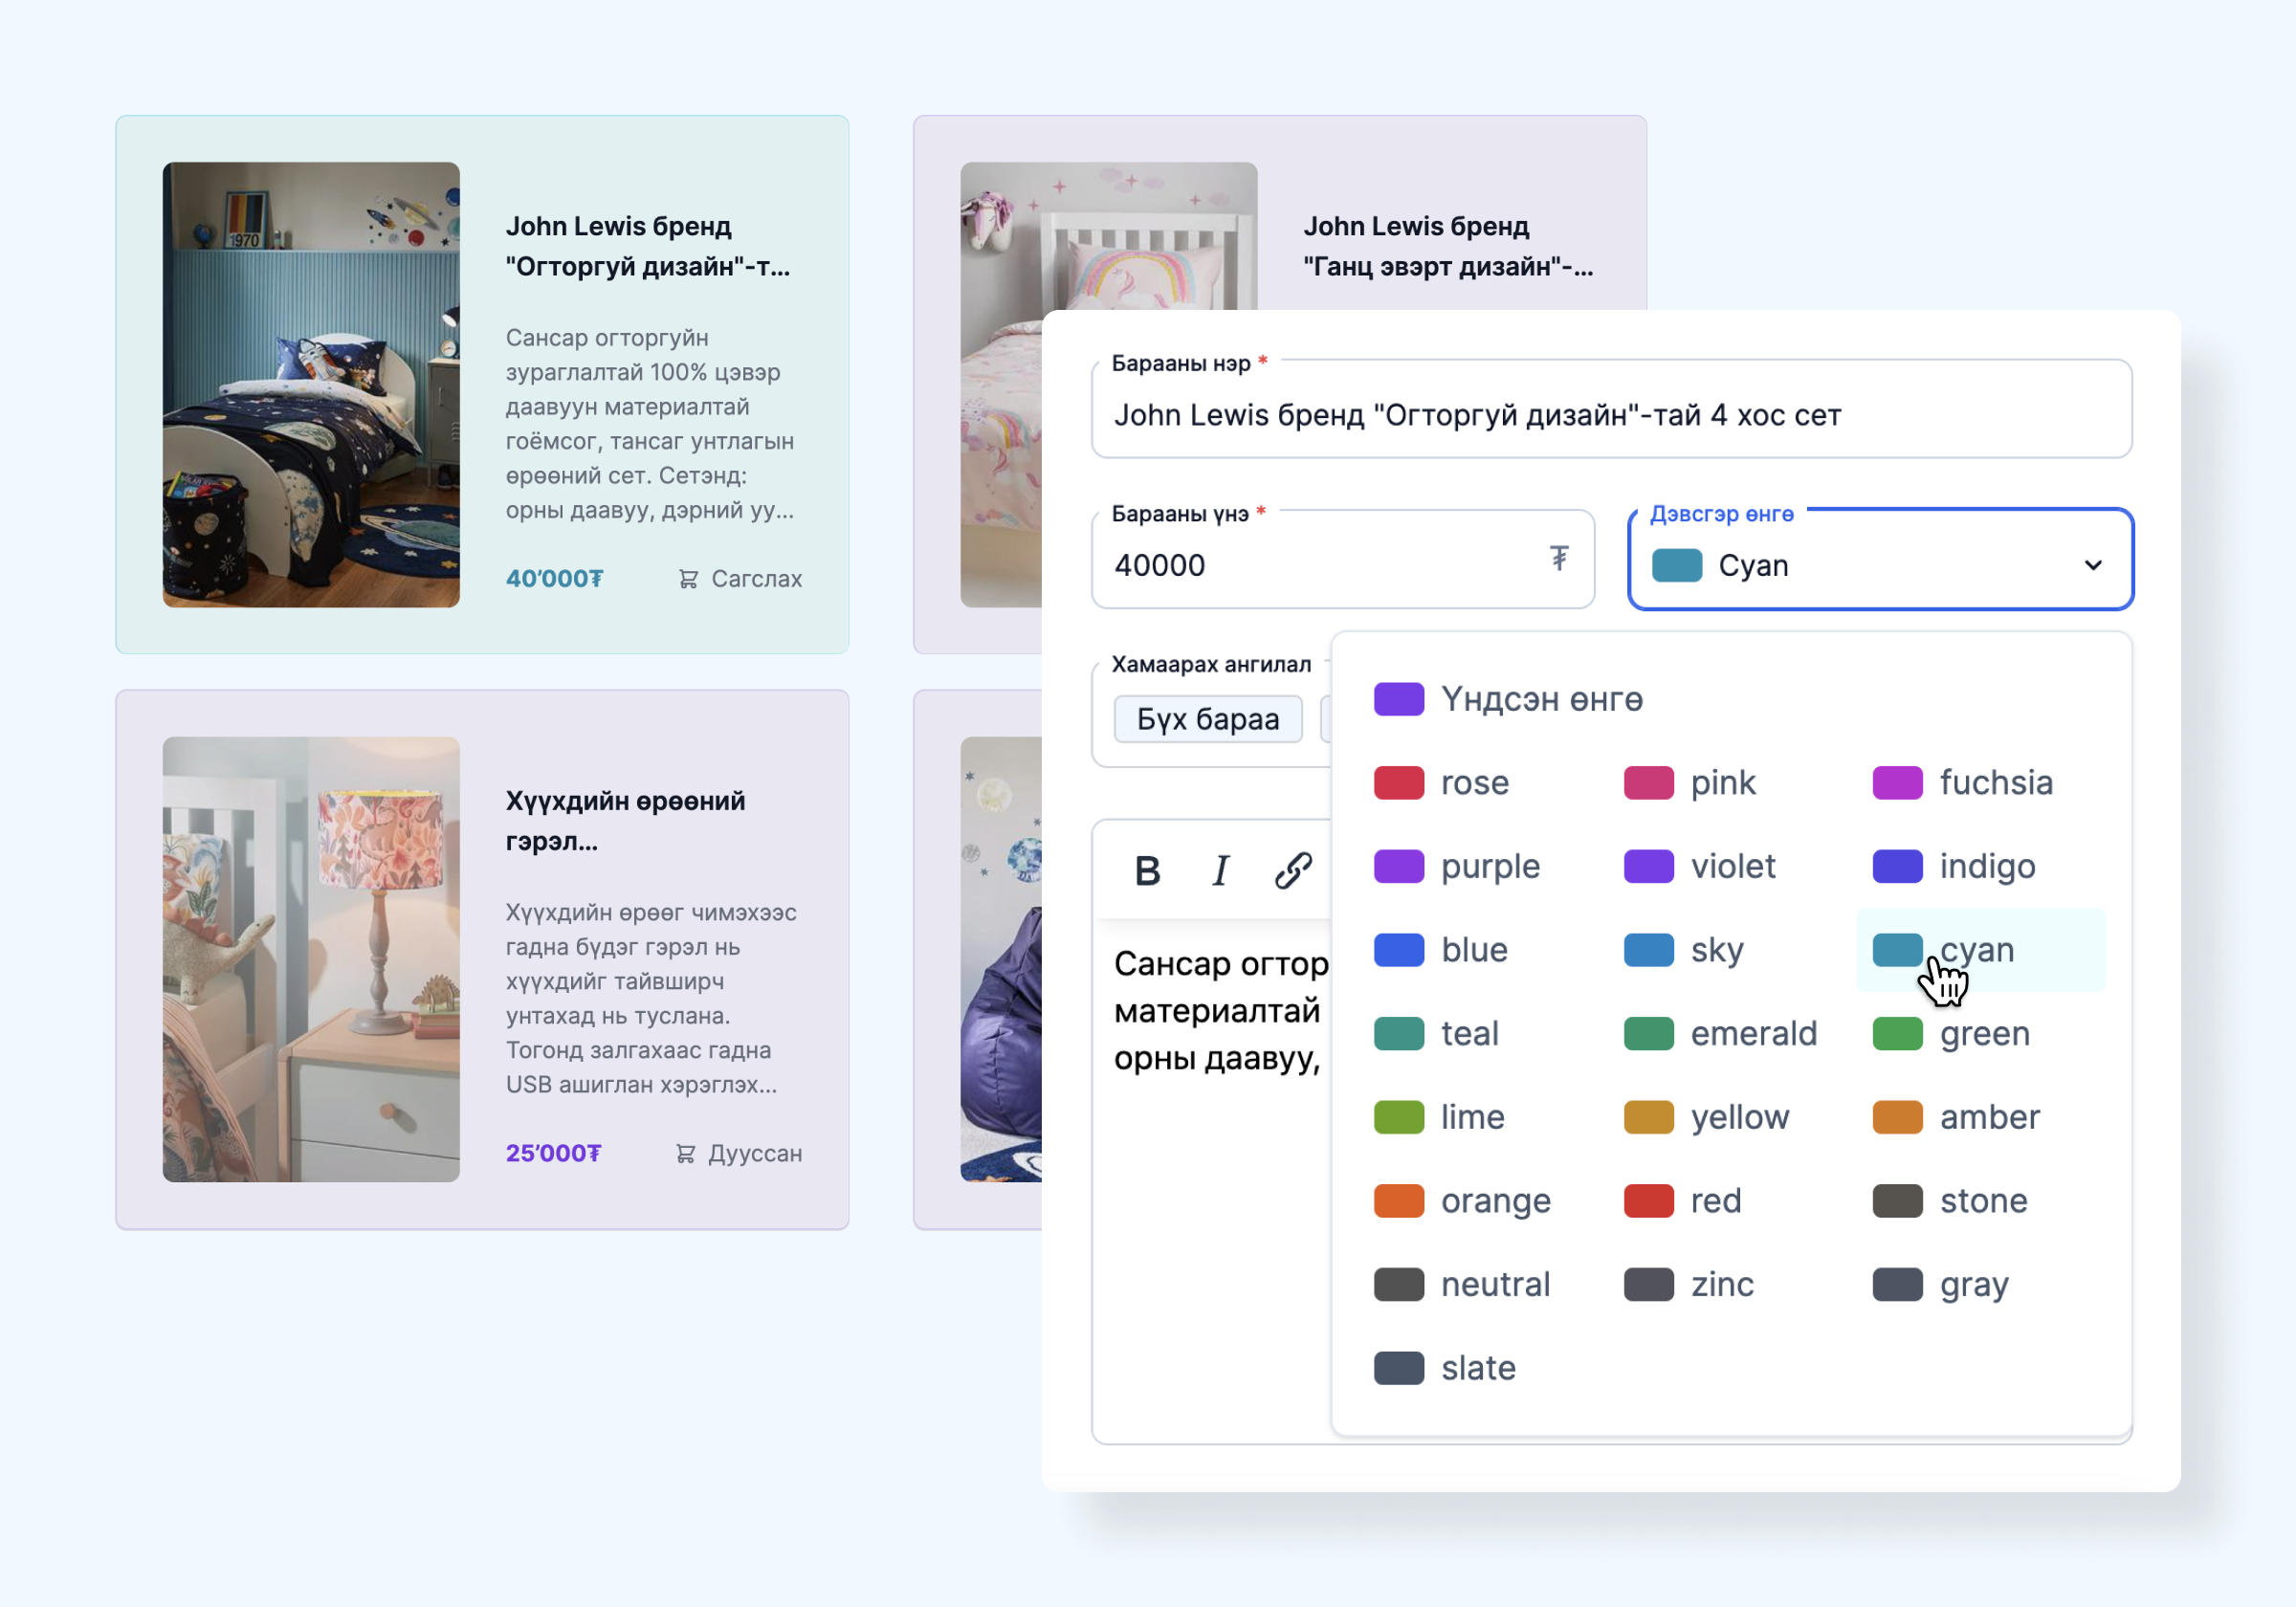 1970
John Lewis бренд
"Огторгуй дизайн"-т...
Сансар огторгуйн
зураглалтай 100% цэвэр
даавуун материалтай
гоёмсог, тансаг унтлагын
өрөөний сет. Сетэнд:
орны даавуу, дэрний уу...
40’000₮
Сагслах
John Lewis бренд
"Ганц эвэрт дизайн"-...
Хүүхдийн өрөөний
гэрэл...
Хүүхдийн өрөөг чимэхээс
гадна бүдэг гэрэл нь
хүүхдийг тайвширч
унтахад нь туслана.
Тогонд залгахаас гадна
USB ашиглан хэрэглэх...
25’000₮
Дууссан
Барааны нэр *
John Lewis бренд "Огторгуй дизайн"-тай 4 хос сет
Барааны үнэ *
40000
₮
Дэвсгэр өнгө
Cyan
Хамаарах ангилал
Бүх бараа
B I
Сансар огтор
материалтай
орны даавуу,
Үндсэн өнгө
rose pink fuchsia
purple violet indigo
blue sky cyan
teal emerald green
lime yellow amber
orange red stone
neutral zinc gray
slate